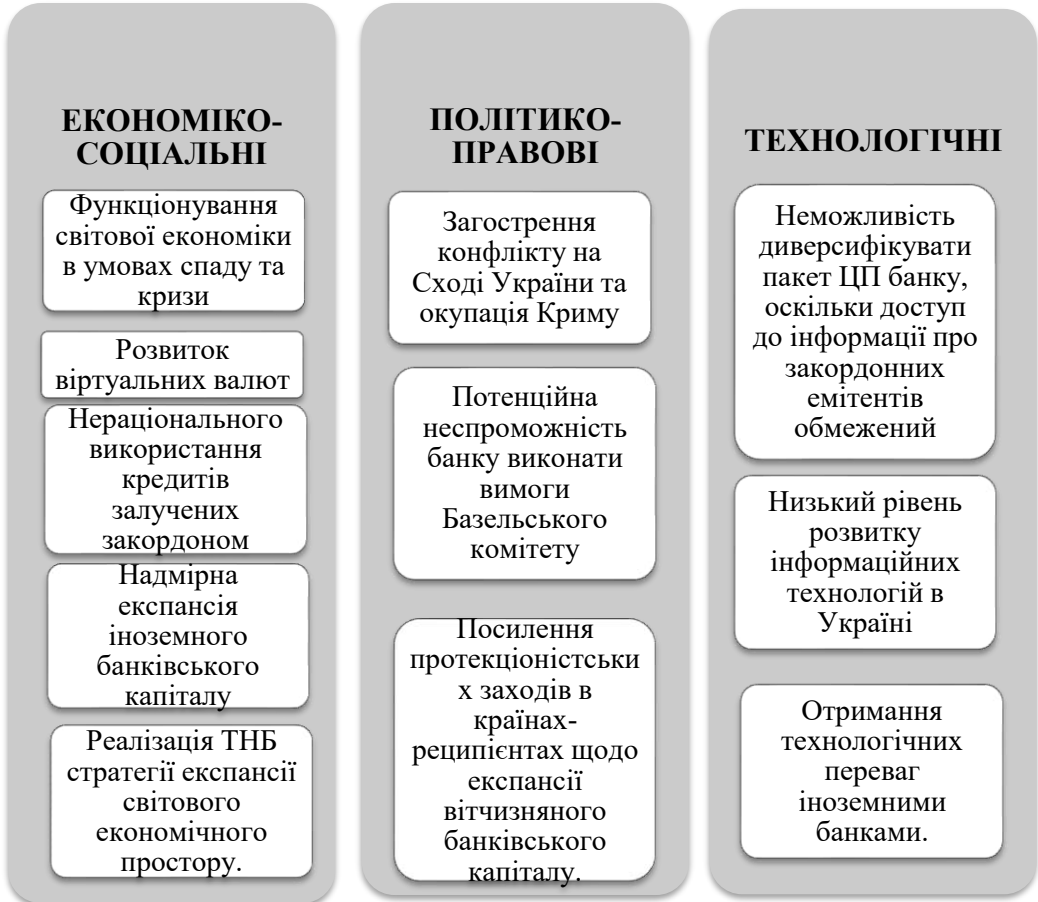 ЕКОНОМІКО-
СОЦІАЛЬНІ
Функціонування
світової економіки
в умовах спаду та
кризи
Розвиток
віртуальних валют
Нераціонального
використання
кредитів
залучених
закордоном
Надмірна
експансія
іноземного
банківського
капіталу
Реалізація ТНБ
стратегії експансії
світового
економічного
простору.
ПОЛІТИКО-
ПРАВОВІ
Загострення
конфлікту на
Сході України та
окупація Криму
Потенційна
неспроможність
банку виконати
вимоги
Базельського
комітету
Посилення
протекціоністськи
х заходів в
країнах-
реципієнтах щодо
експансії
вітчизняного
банківського
капіталу.
ТЕХНОЛОГІЧНІ
Неможливість
диверсифікувати
пакет ЦП банку,
оскільки доступ
до інформації про
закордонних
емітентів
обмежений
Низький рівень
розвитку
інформаційних
технологій в
Україні
Отримання
технологічних
переваг
іноземними
банками.